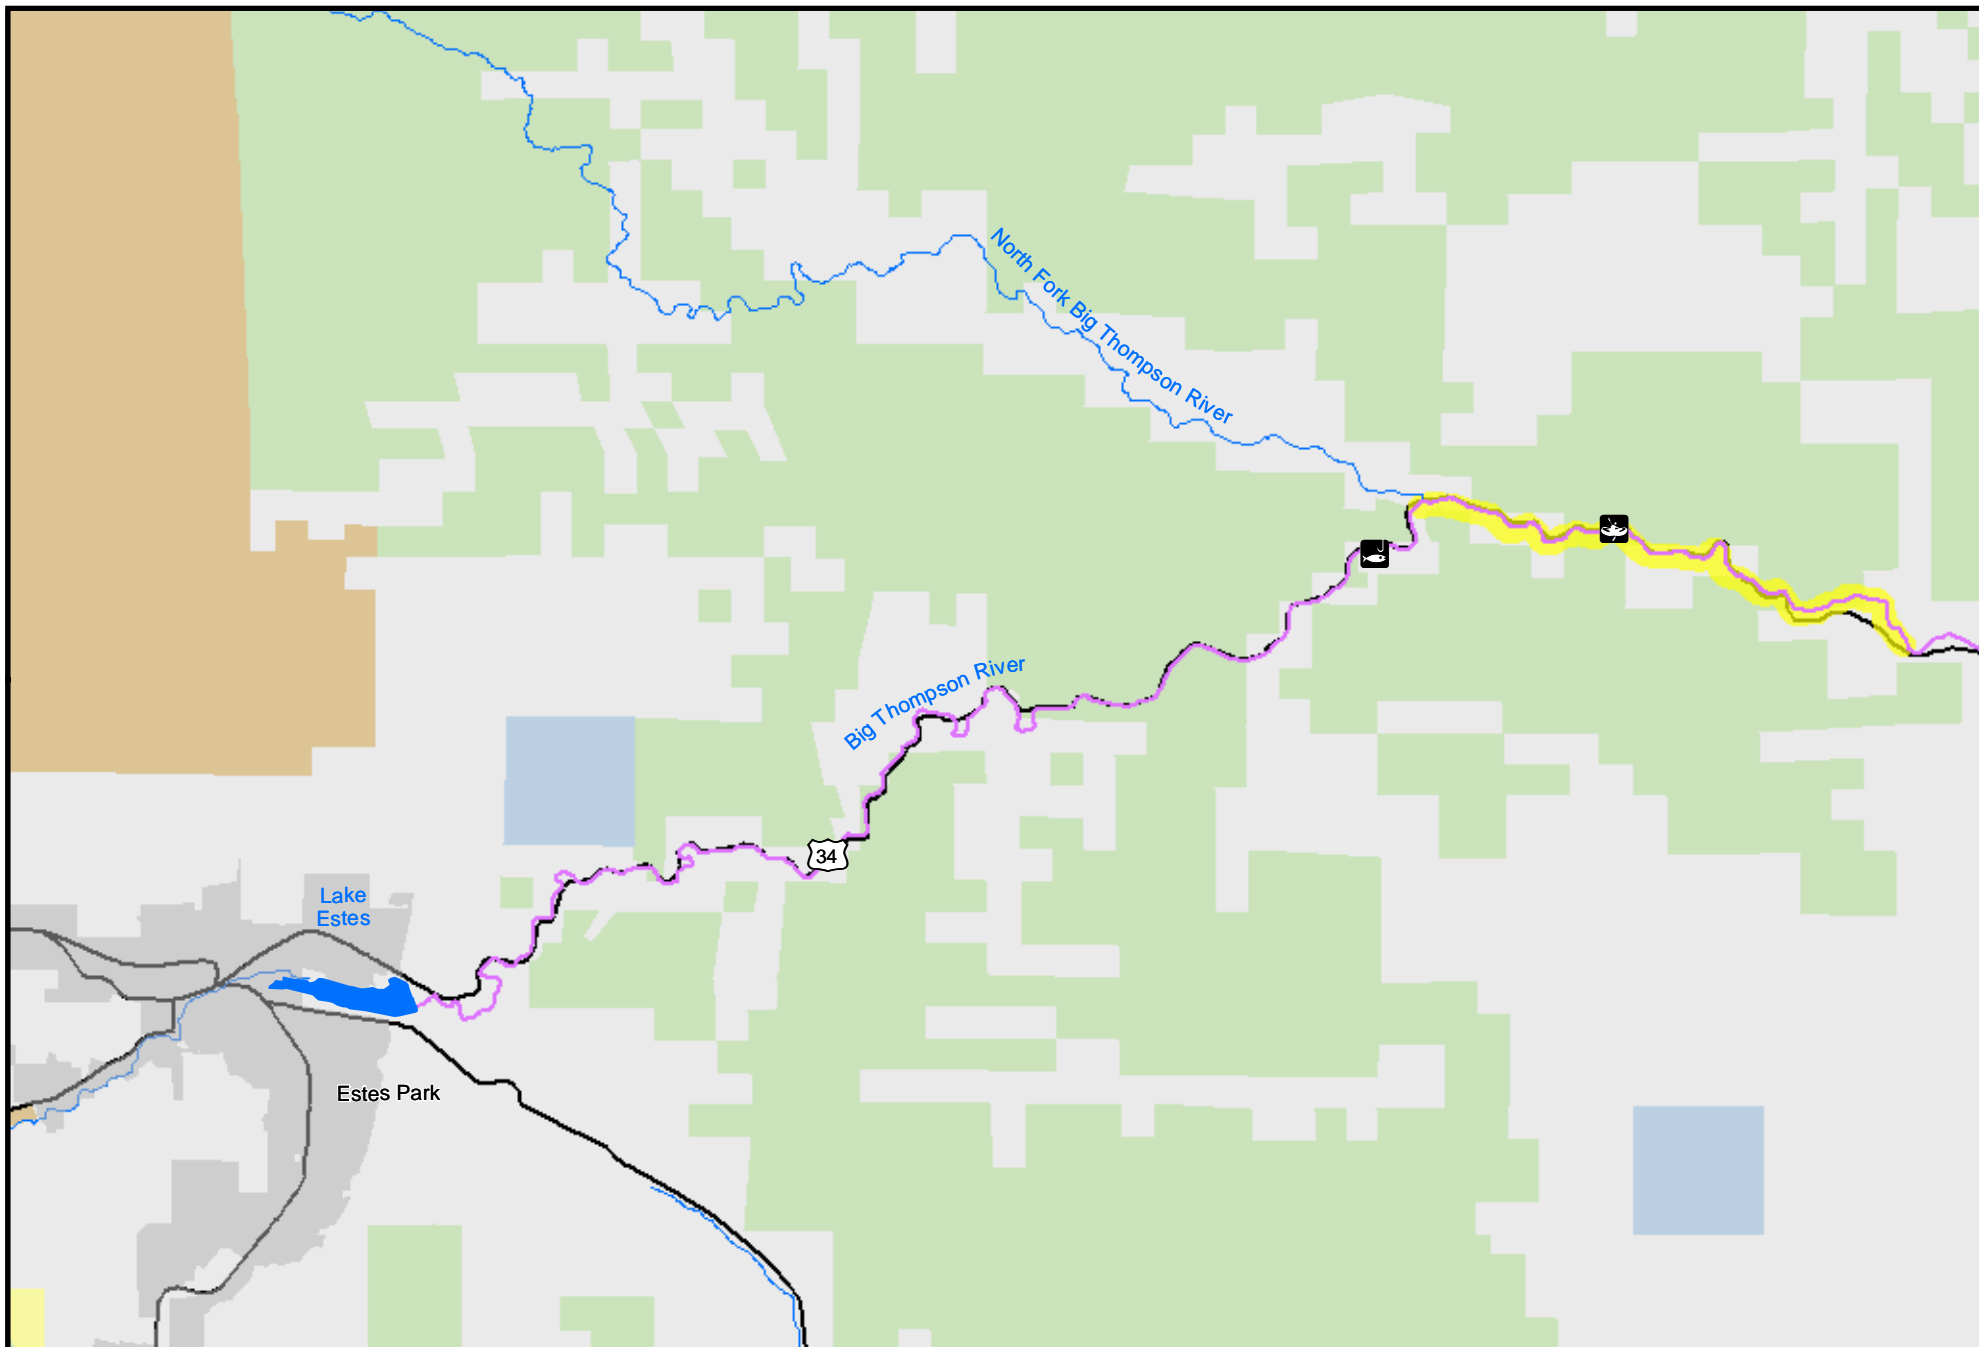 North Fork Big Thompson River
Big Thompson River
34
Lake
Estes
Estes Park